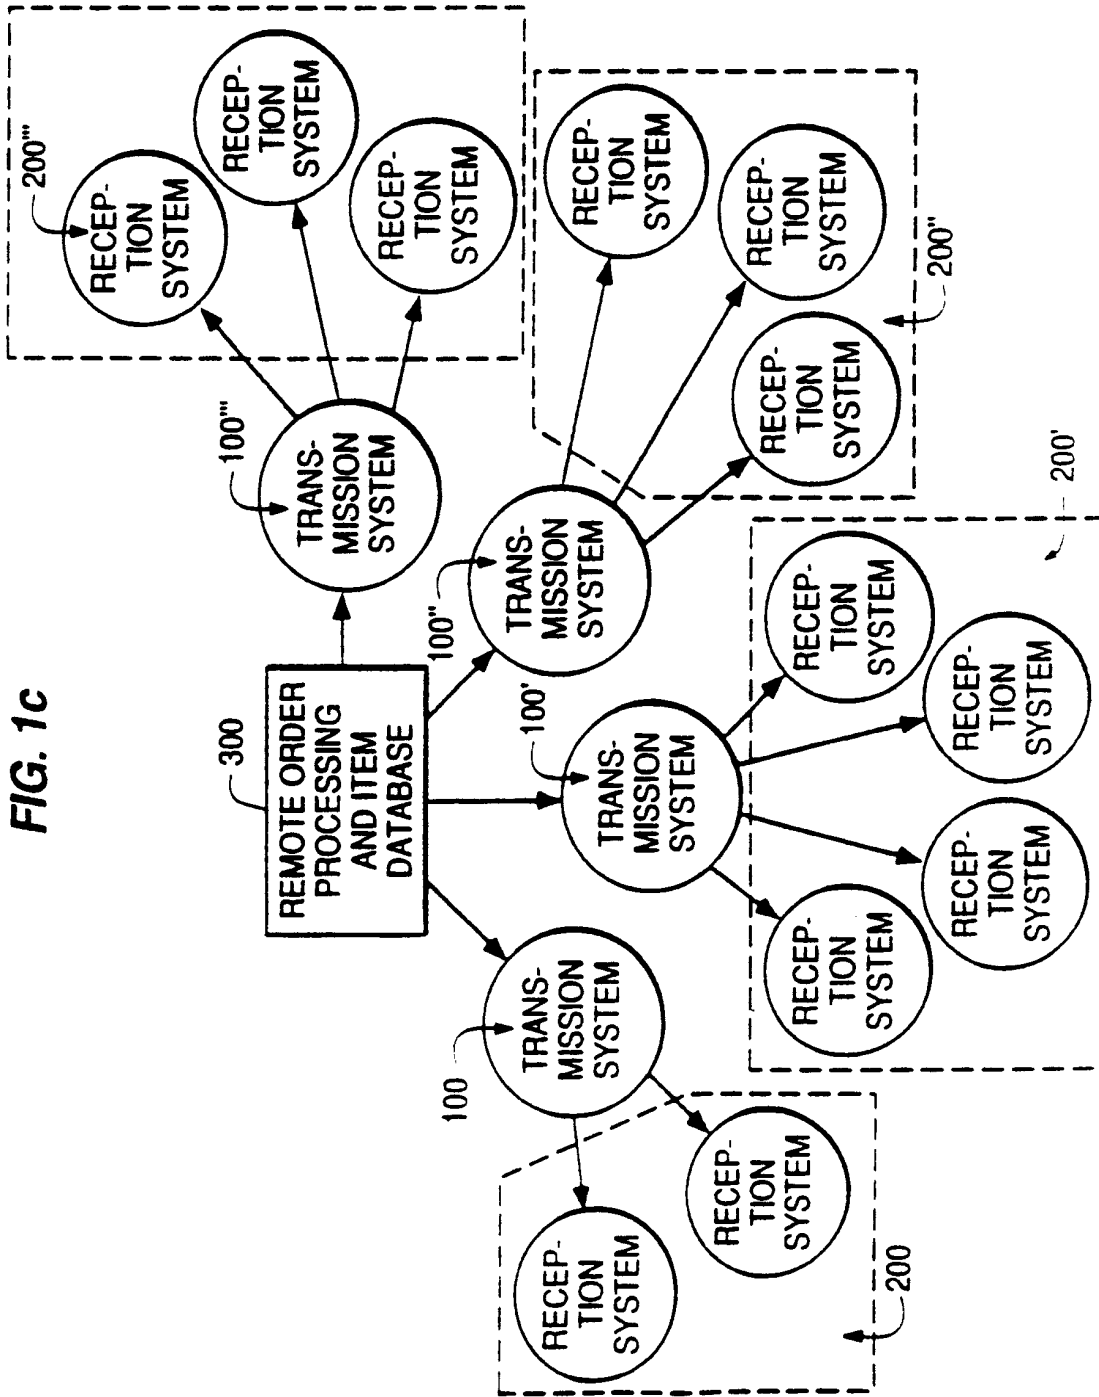 FIG. 1c
300
REMOTE ORDER
PROCESSING
AND ITEM
DATABASE
100
TRANS-
MISSION
SYSTEM
100'
TRANS-
MISSION
SYSTEM
100"
TRANS-
MISSION
SYSTEM
100"'
TRANS-
MISSION
SYSTEM
RECEP-
TION
SYSTEM
RECEP-
TION
SYSTEM
200
RECEP-
TION
SYSTEM
RECEP-
TION
SYSTEM
RECEP-
TION
SYSTEM
RECEP-
TION
SYSTEM
200'
RECEP-
TION
SYSTEM
RECEP-
TION
SYSTEM
RECEP-
TION
SYSTEM
200"
200"'
RECEP-
TION
SYSTEM
RECEP-
TION
SYSTEM
RECEP-
TION
SYSTEM